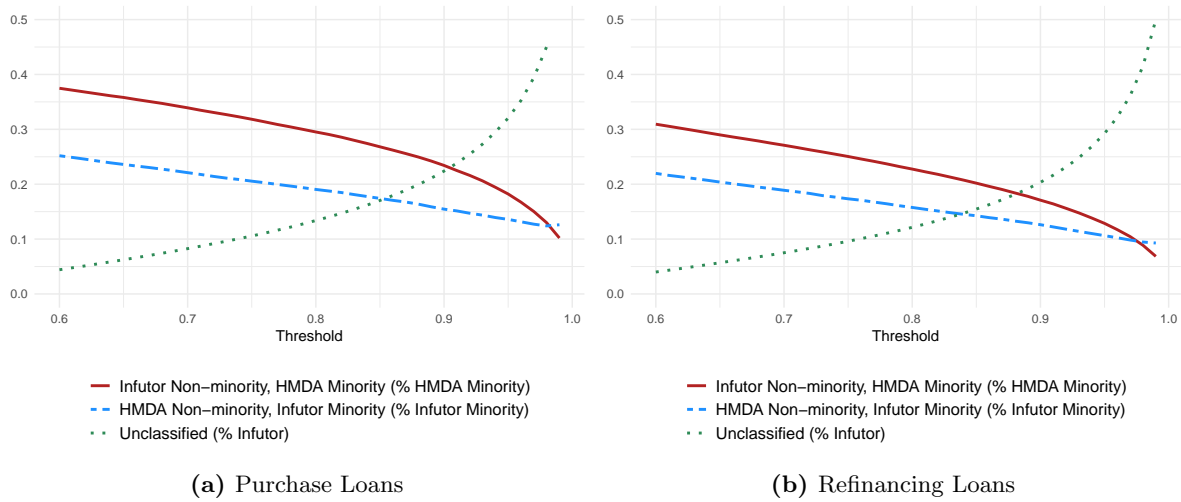 0.5
0.4
0.3
0.2
0.1
0.0
0.6 0.7 0.8 0.9 1.0
Threshold
Infutor Non−minority, HMDA Minority (% HMDA Minority)
HMDA Non−minority, Infutor Minority (% Infutor Minority)
Unclassified (% Infutor)
(a) Purchase Loans
0.5
0.4
0.3
0.2
0.1
0.0
0.6 0.7 0.8 0.9 1.0
Threshold
Infutor Non−minority, HMDA Minority (% HMDA Minority)
HMDA Non−minority, Infutor Minority (% Infutor Minority)
Unclassified (% Infutor)
(b) Refinancing Loans